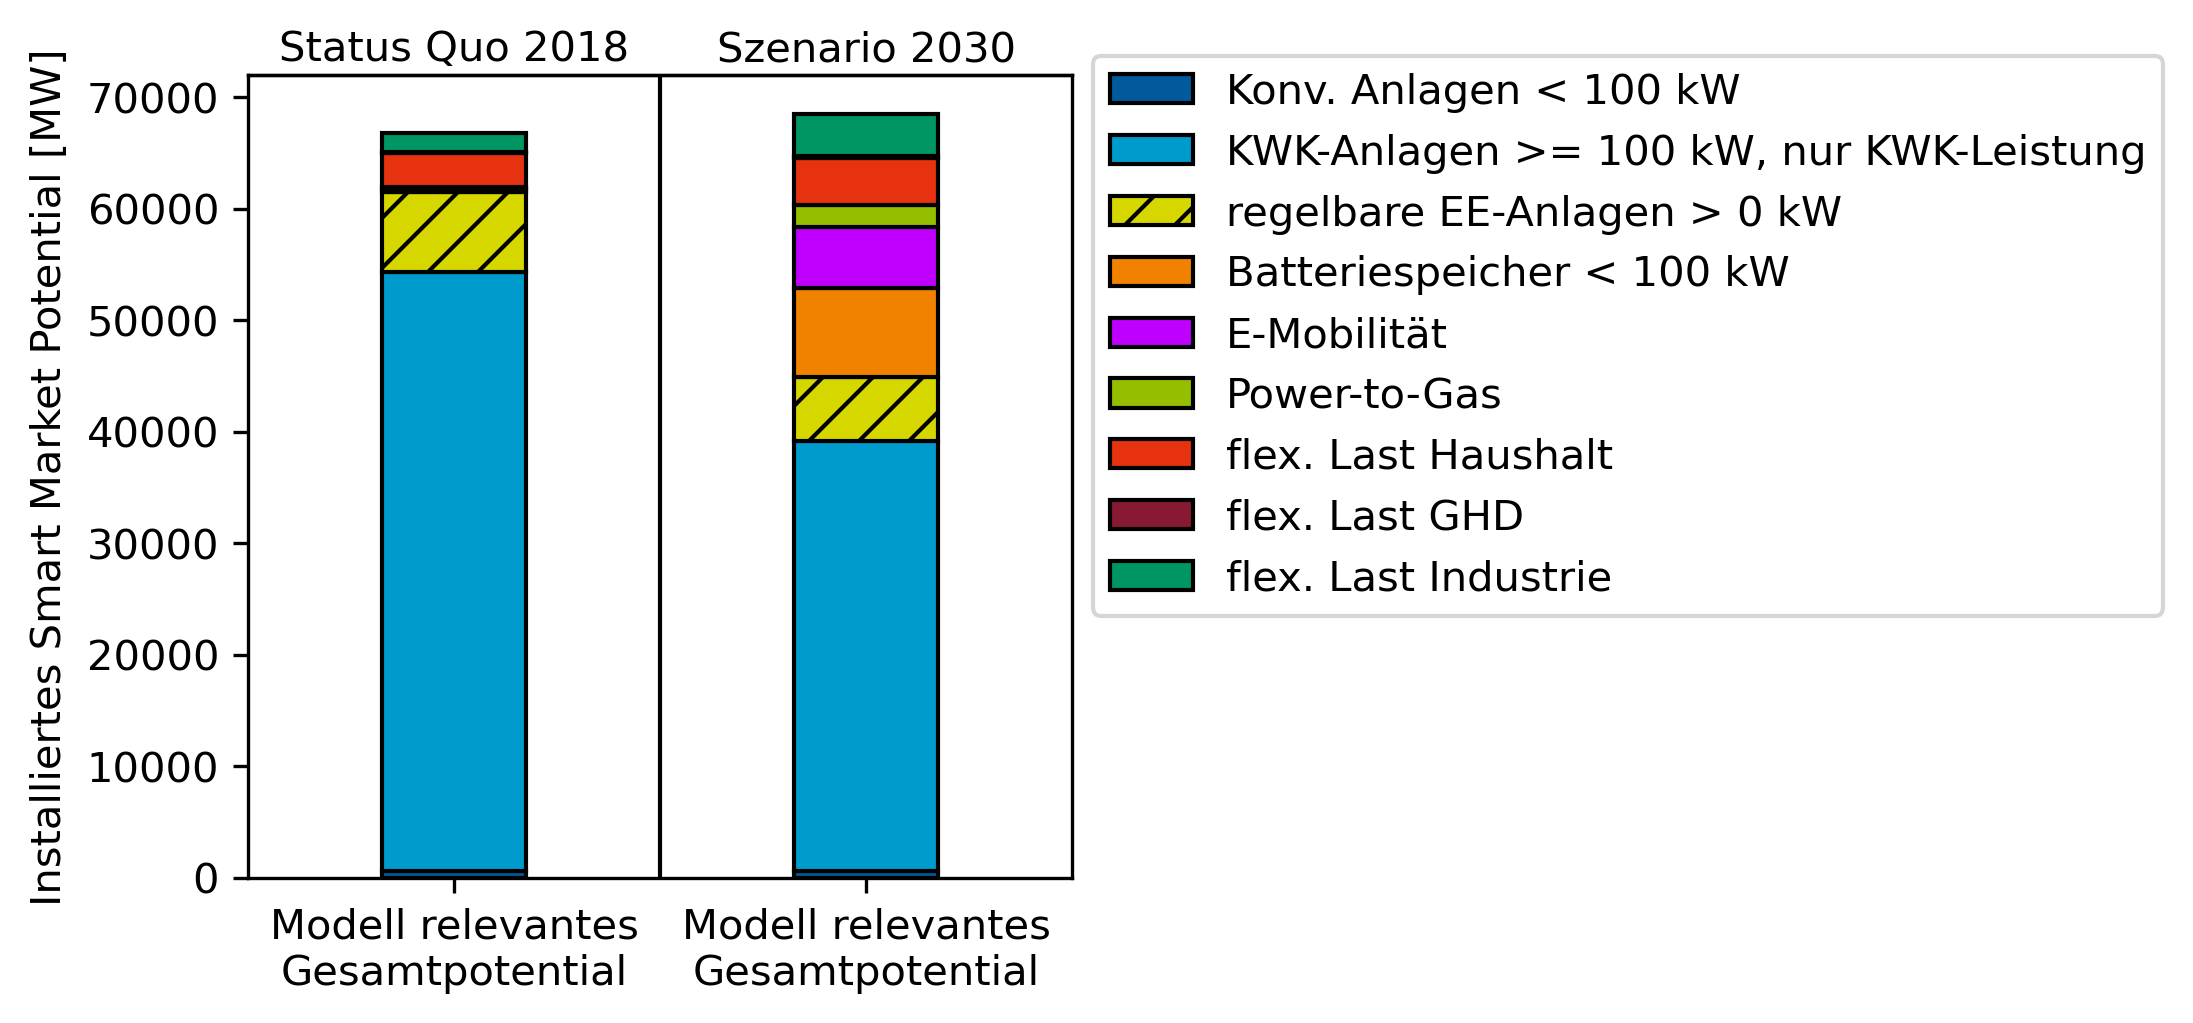 Status Quo 2018
Szenario 2030
Installiertes Smart Market Potential [MW]
70000
60000
50000
40000
30000
20000
10000
0
Modell relevantes
Gesamtpotential
Modell relevantes
Gesamtpotential
Konv. Anlagen < 100 kW
KWK-Anlagen >= 100 kW, nur KWK-Leistung
regelbare EE-Anlagen > 0 kW
Batteriespeicher < 100 kW
E-Mobilität
Power-to-Gas
flex. Last Haushalt
flex. Last GHD
flex. Last Industrie